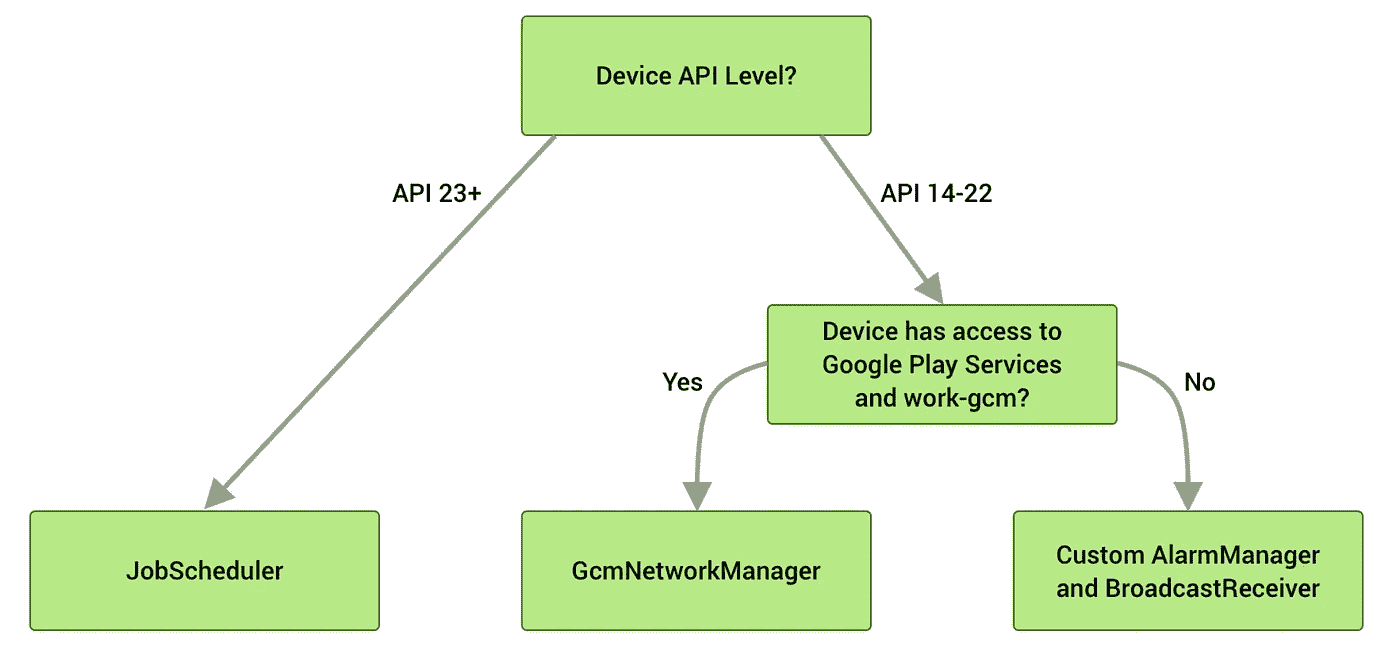 Device API Level?
API 23+
API 14-22
Device has access to
Google Play Services
and work-gcm?
Yes
No
JobScheduler
GcmNetworkManager
Custom AlarmManager
and BroadcastReceiver